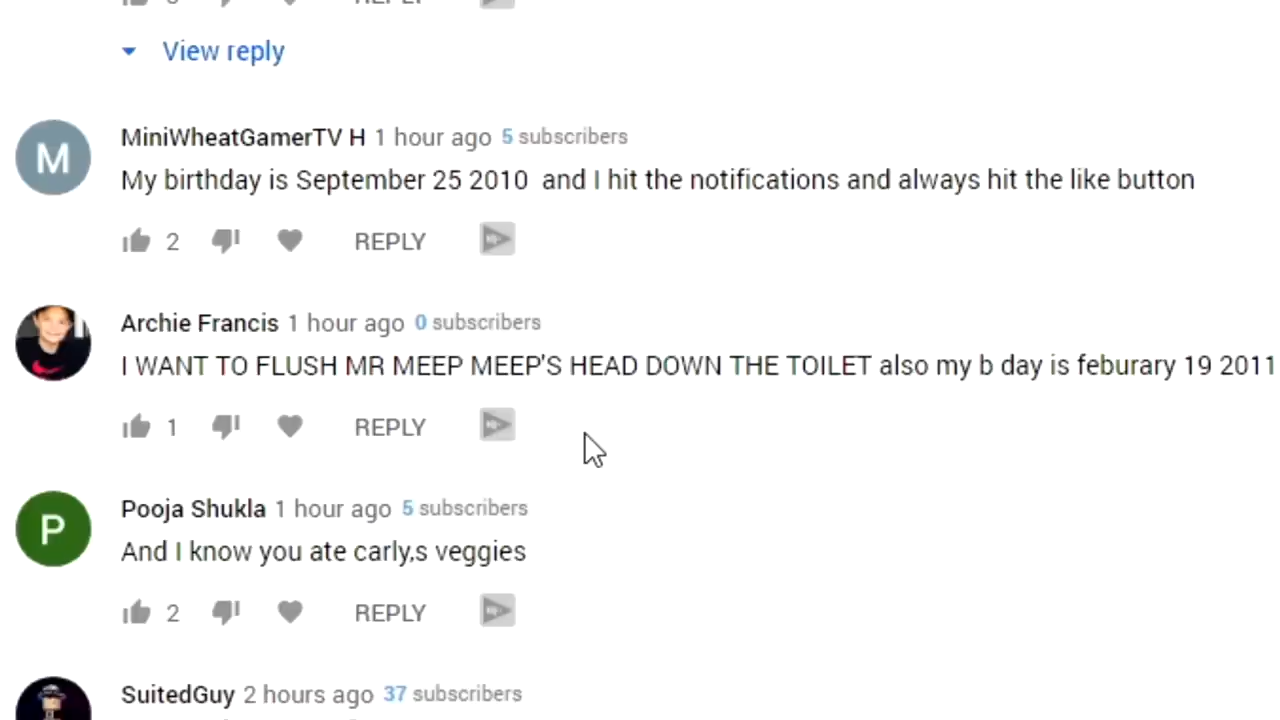 View reply
MiniWheatGamerTV H 1 hour ago 5 subscribers
My birthday is September 25 2010  and I hit the notifications and always hit the like button
2 REPLY
Archie Francis 1 hour ago 0 subscribers
I WANT TO FLUSH MR MEEP MEEP'S HEAD DOWN THE TOILET also my b day is feburary 19 2011
1 REPLY
Pooja Shukla 1 hour ago 5 subscribers
And I know you ate carly,s veggies
2 REPLY
SuitedGuy 2 hours ago 37 subscribers
M
P